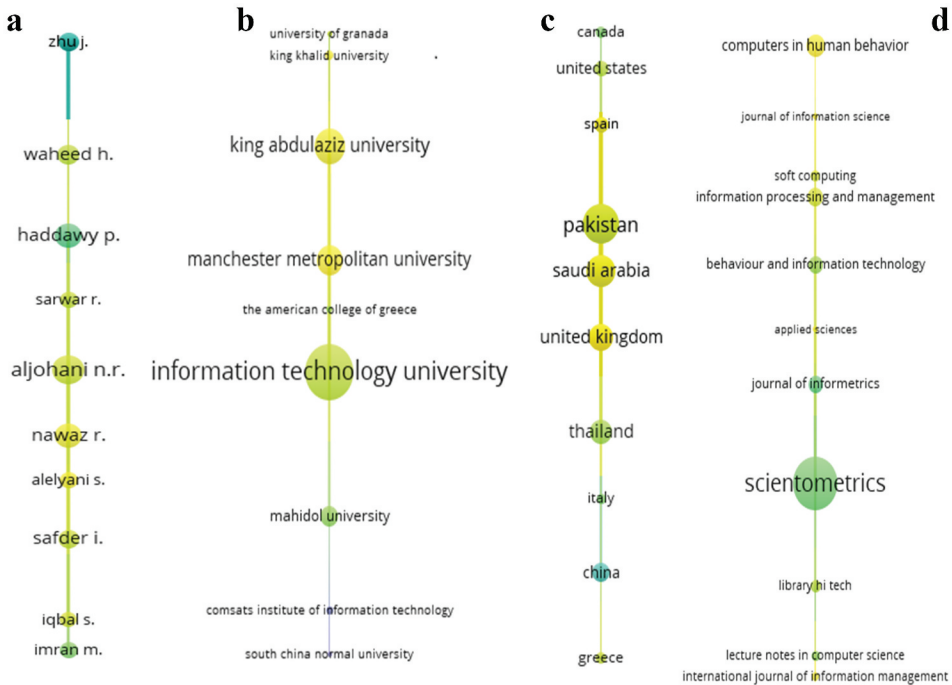 a
zhu j.
waheed h.
haddawy p.
sarwar r.
aljohani n.r.
nawaz r.
alelyani s.
safder i.
iqbal s.
imran m.
b
university of granada
king khalid university
king abdulaziz university
manchester metropolitan university
the american college of greece
information technology university
mahidol university
comsats institute of information technology
south china normal university
c
canada
united states
spain
pakistan
saudi arabia
united kingdom
thailand
italy
china
greece
d
computers in human behavior
journal of information science
soft computing
information processing and management
behaviour and information technology
applied sciences
journal of informetrics
scientometrics
library hi tech
lecture notes in computer science
international journal of information management